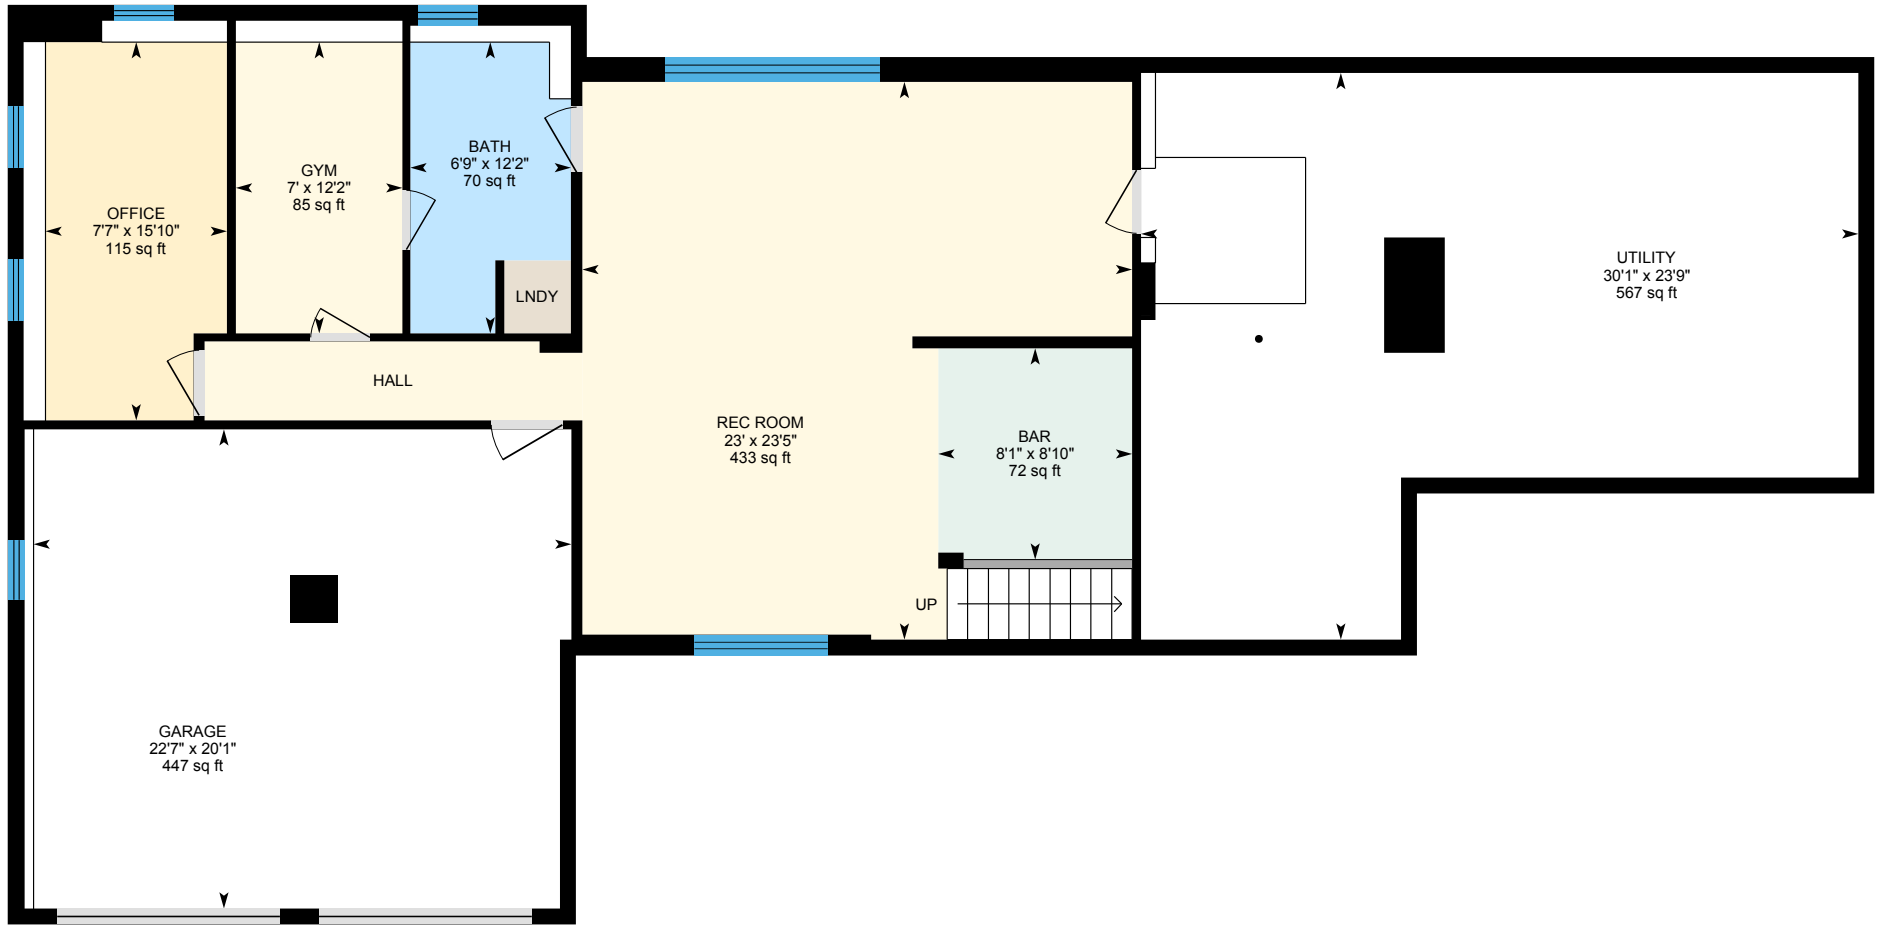 BATH
6'9" x 12'2"
70 sq ft
GYM
7' x 12'2"
85 sq ft
OFFICE
7'7" x 15'10"
115 sq ft
LNDY
UTILITY
30'1" x 23'9"
567 sq ft
HALL
REC ROOM
23' x 23'5"
433 sq ft
BAR
8'1" x 8'10"
72 sq ft
UP
GARAGE
22'7" x 20'1"
447 sq ft